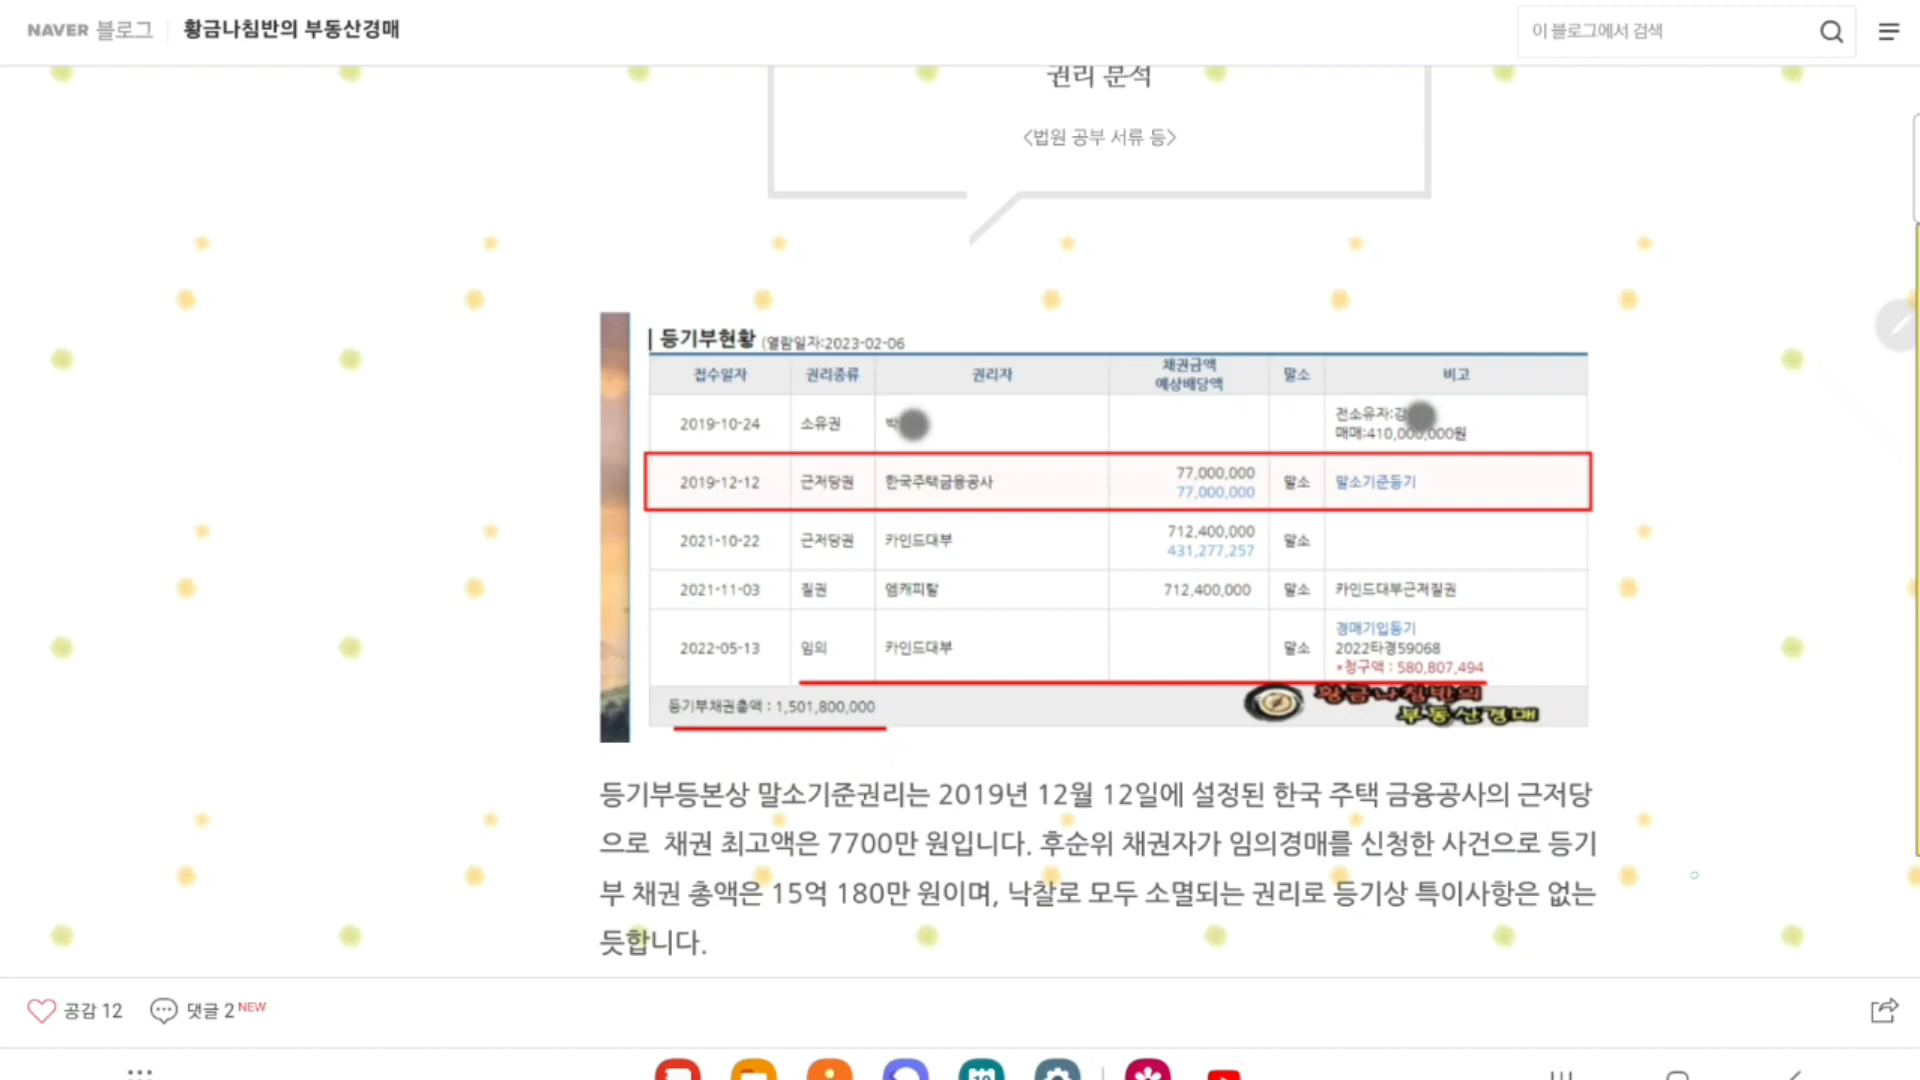 NAVER 블로그 황금나침반의 부동산경매 이 블로그에서 검색
권리 분석
<법원 공부 서류 등>
등기부현황 (열람일자:2023-02-06
접수일자 권리종류 권리자 채권금액 예상배당액 말소 비고
2019-10-24 소유권 박 전소유자:강
매매:410,000,000원
2019-12-12 근저당권 한국주택금융공사 77,000,000 77,000,000 말소 말소기준등기
2021-10-22 근저당권 카인드대부 712,400,000 431,277,257 말소
2021-11-03 질권 엠캐피탈 712,400,000 말소 카인드대부근저질권
2022-05-13 임의 카인드대부 말소 경매기입등기
2022타경59068
*청구액 : 580,807,494
등기부채권총액 : 1,501,800,000
황금나침반의
부동산경매
등기부등본상 말소기준권리는 2019년 12월 12일에 설정된 한국 주택 금융공사의 근저당
으로 채권 최고액은 7700만 원입니다. 후순위 채권자가 임의경매를 신청한 사건으로 등기
부 채권 총액은 15억 180만 원이며, 낙찰로 모두 소멸되는 권리로 등기상 특이사항은 없는
듯합니다.
공감 12 댓글 2 NEW